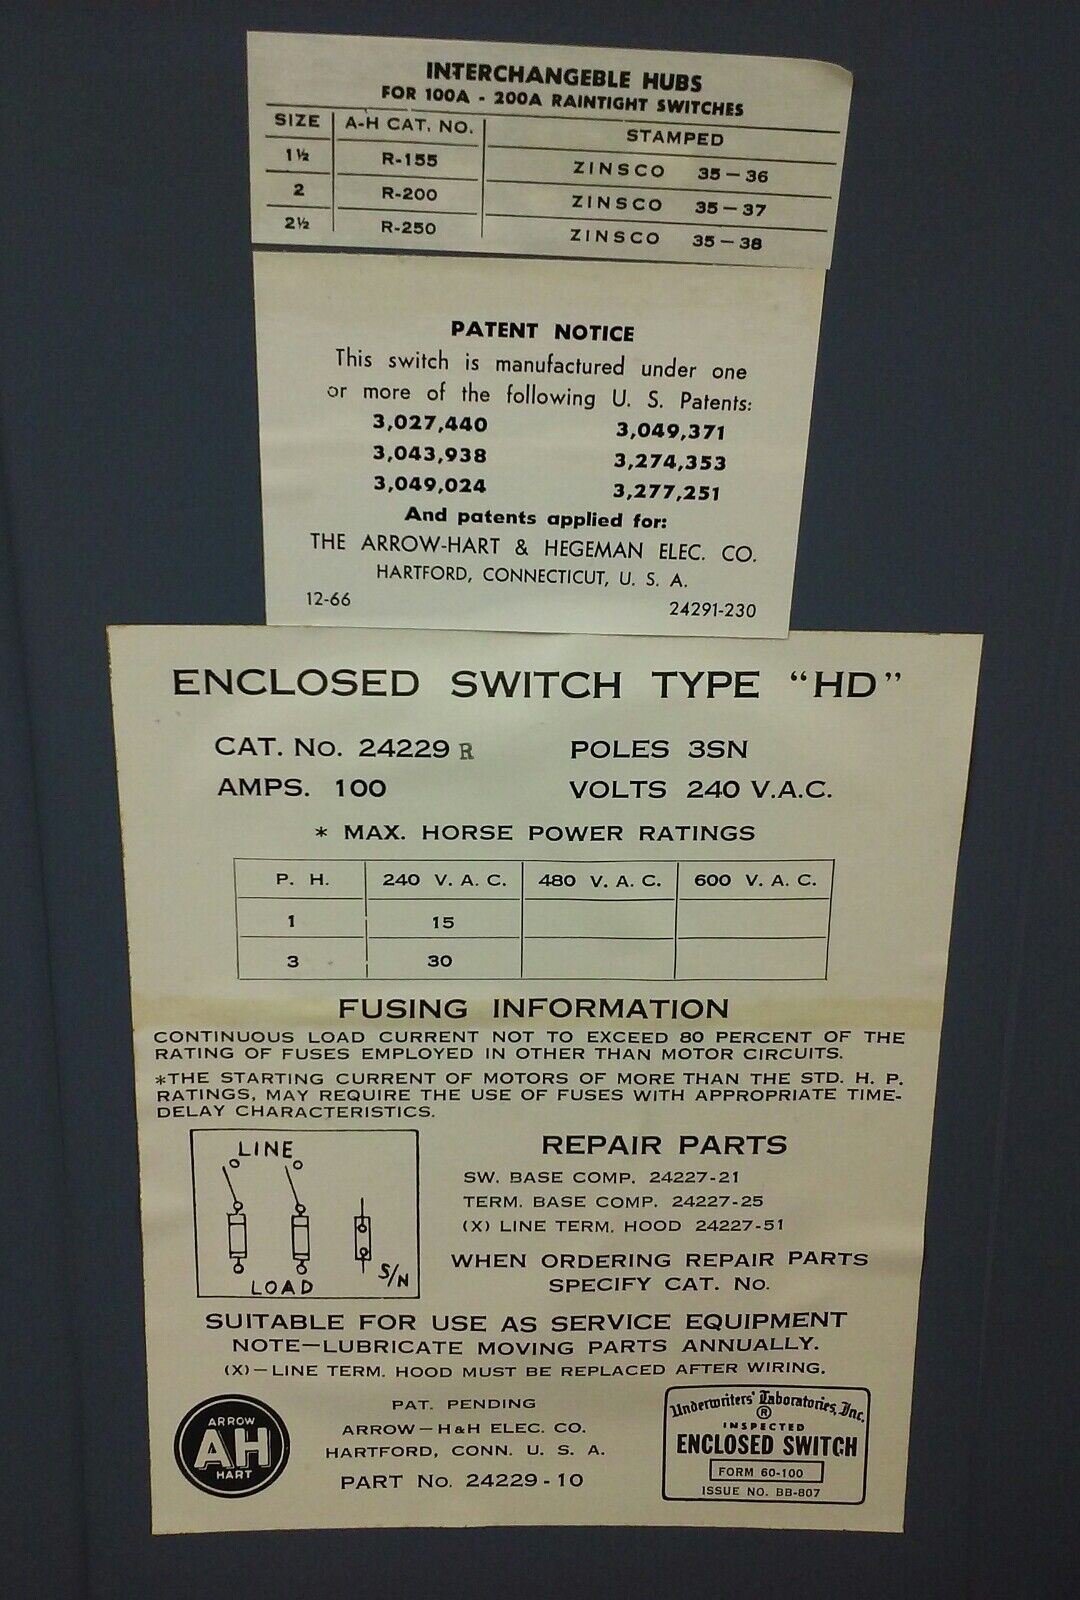 INTERCHANGEBLE HUBS
FOR 100A - 200A RAINTIGHT SWITCHES
SIZE A-H CAT. NO. STAMPED
1½ R-155 ZINSCO 35-36
2 R-200 ZINSCO 35-37
2½ R-250 ZINSCO 35-38
PATENT NOTICE
This switch is manufactured under one
or more of the following U. S. Patents:
3,027,440 3,049,371
3,043,938 3,274,353
3,049,024 3,277,251
And patents applied for:
THE ARROW-HART & HEGEMAN ELEC. CO.
HARTFORD, CONNECTICUT, U. S. A.
12-66 24291-230
ENCLOSED SWITCH TYPE "HD"
CAT. No. 24229 R POLES 3SN
AMPS. 100 VOLTS 240 V.A.C.
* MAX. HORSE POWER RATINGS
P. H. 240 V. A. C. 480 V. A. C. 600 V. A. C.
1 15
3 30
FUSING INFORMATION
CONTINUOUS LOAD CURRENT NOT TO EXCEED 80 PERCENT OF THE
RATING OF FUSES EMPLOYED IN OTHER THAN MOTOR CIRCUITS.
*THE STARTING CURRENT OF MOTORS OF MORE THAN THE STD. H. P.
RATINGS, MAY REQUIRE THE USE OF FUSES WITH APPROPRIATE TIME-
DELAY CHARACTERISTICS.
LINE
S/N
LOAD
REPAIR PARTS
SW. BASE COMP. 24227-21
TERM. BASE COMP. 24227-25
(X) LINE TERM. HOOD 24227-51
WHEN ORDERING REPAIR PARTS
SPECIFY CAT. No.
SUITABLE FOR USE AS SERVICE EQUIPMENT
NOTE—LUBRICATE MOVING PARTS ANNUALLY.
(X)—LINE TERM. HOOD MUST BE REPLACED AFTER WIRING.
ARROW
AH
HART
PAT. PENDING
ARROW—H&H ELEC. CO.
HARTFORD, CONN. U. S. A.
PART No. 24229-10
Underwriters' Laboratories, Inc.
®
INSPECTED
ENCLOSED SWITCH
FORM 60-100
ISSUE NO. BB-807